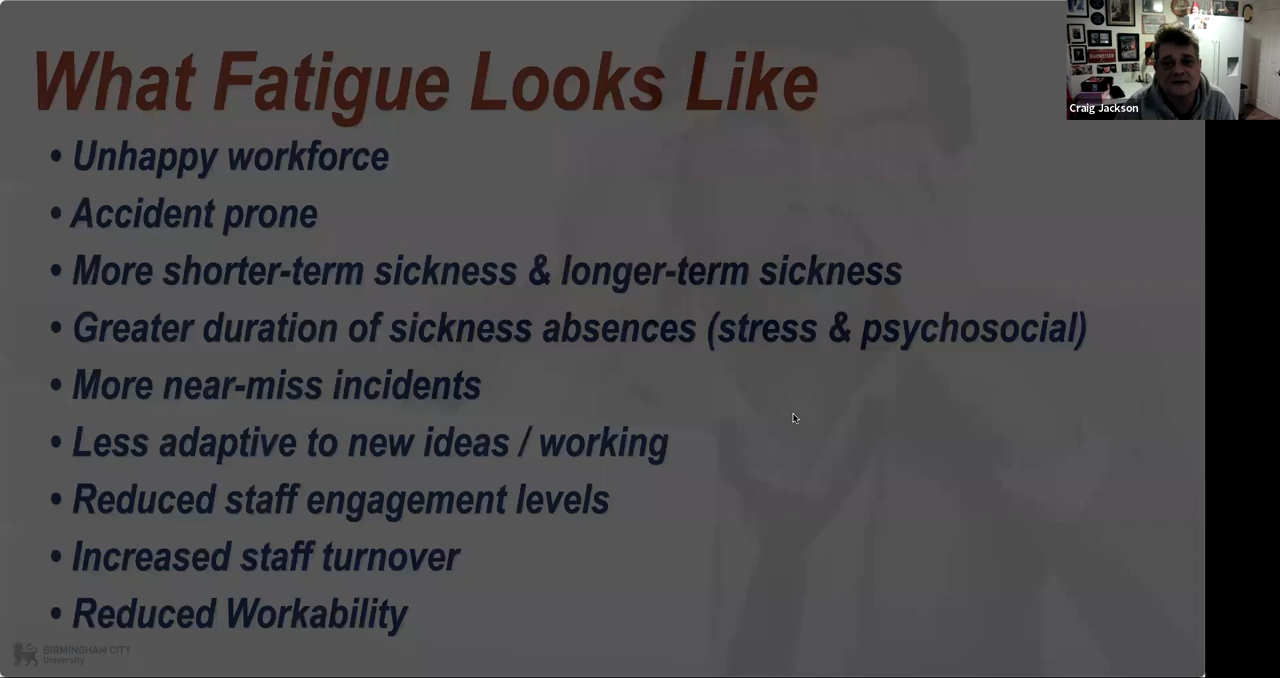 What Fatigue Looks Like
• Unhappy workforce
• Accident prone
• More shorter-term sickness & longer-term sickness
• Greater duration of sickness absences (stress & psychosocial)
• More near-miss incidents
• Less adaptive to new ideas / working
• Reduced staff engagement levels
• Increased staff turnover
• Reduced Workability
BIRMINGHAM CITY
University
Craig Jackson